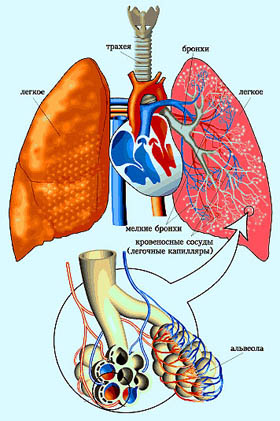 трахея
бронхи
легкое
легкое
мелкие бронхи
кровеносные сосуды
(легочные капилляры)
альвеола